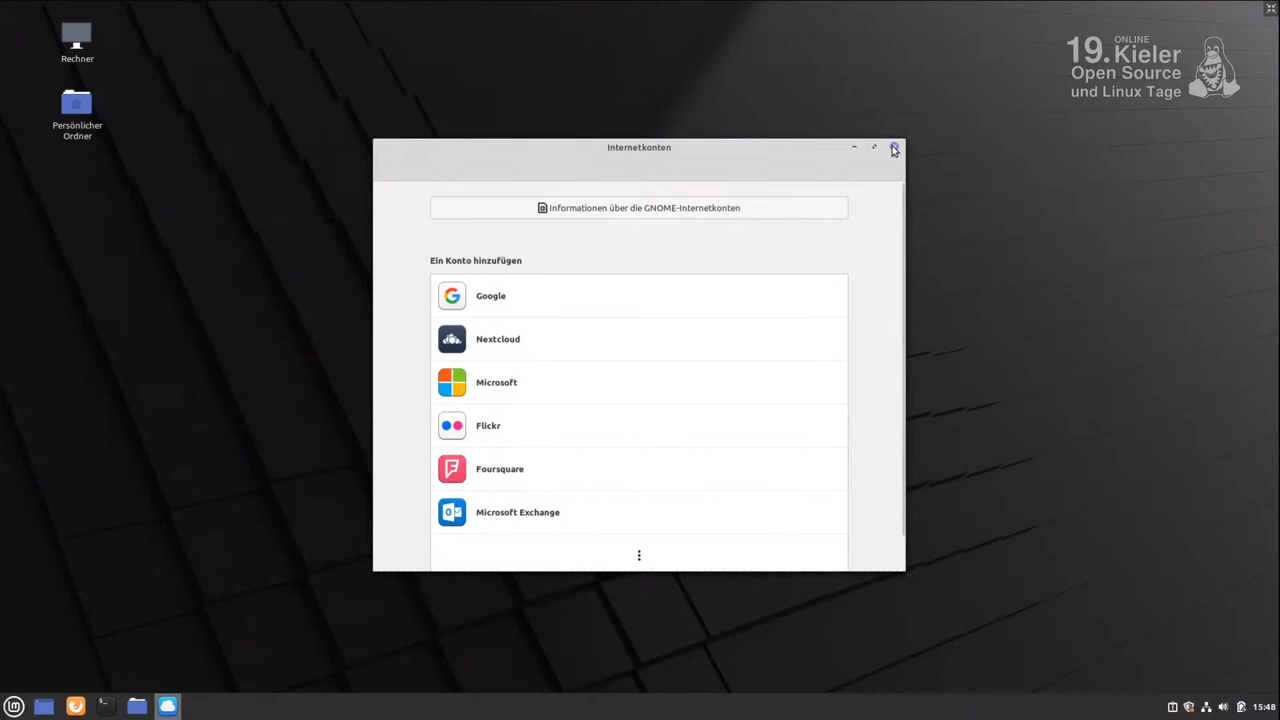 Rechner
Persönlicher
Ordner
ONLINE
19. Kieler
Open Source
und Linux Tage
Internetkonten
Informationen über die GNOME-Internetkonten
Ein Konto hinzufügen
Google
Nextcloud
Microsoft
Flickr
Foursquare
Microsoft Exchange
15:48